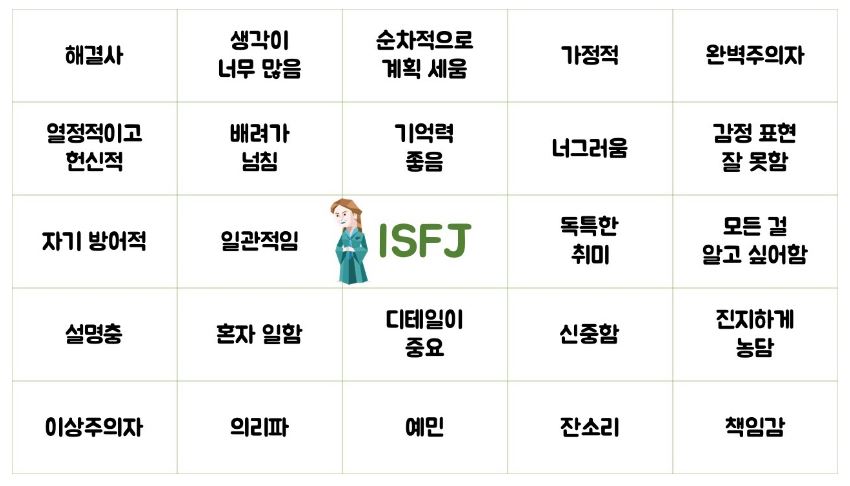 해결사
생각이
너무 많음
순차적으로
계획 세움
가정적
완벽주의자
열정적이고
헌신적
배려가
넘침
기억력
좋음
너그러움
감정 표현
잘 못함
자기 방어적
일관적임
ISFJ
독특한
취미
모든 걸
알고 싶어함
설명충
혼자 일함
디테일이
중요
신중함
진지하게
농담
이상주의자
의리파
예민
잔소리
책임감